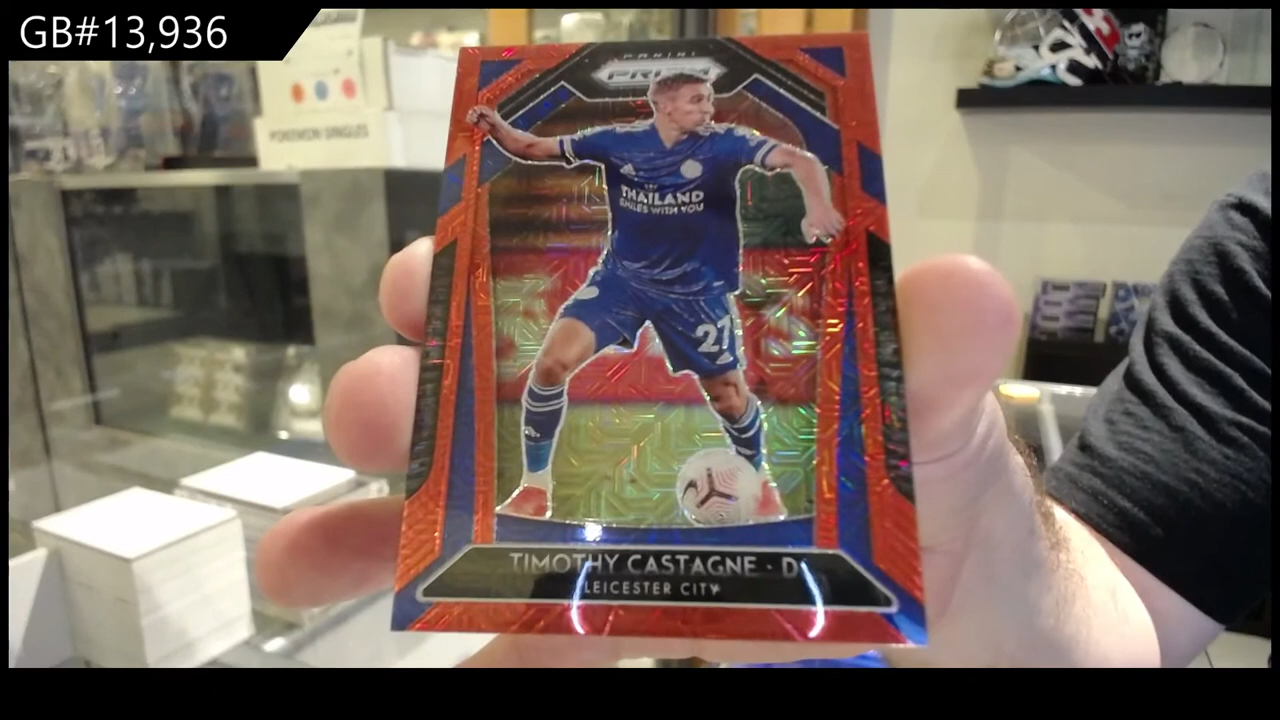 GB#13,936
POKEMON SINGLES
PANINI
PRIZM
THAILAND
SMILES WITH YOU
27
TIMOTHY CASTAGNE · D
LEICESTER CITY